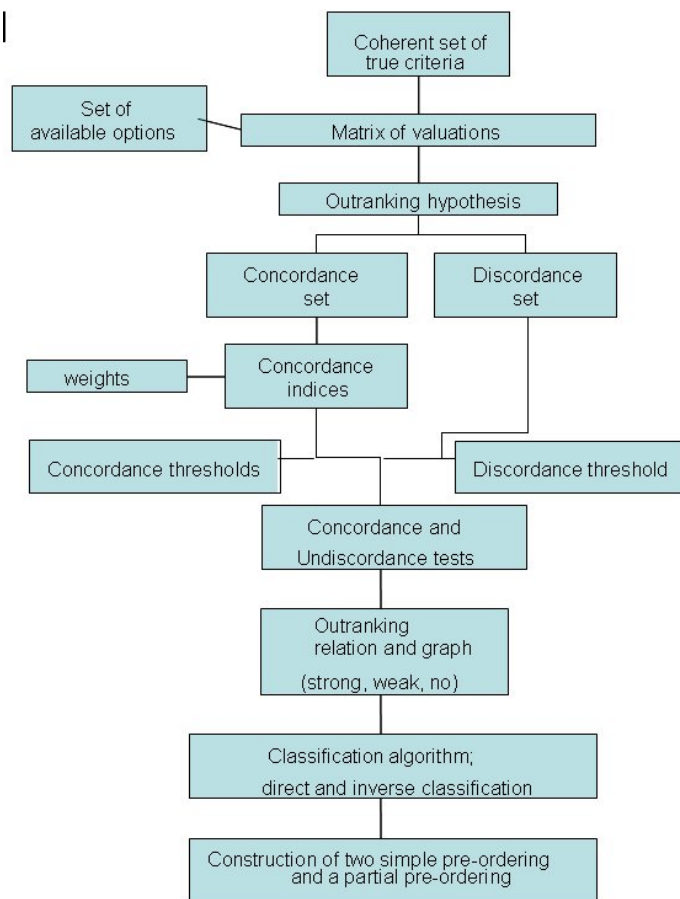 Coherent set of
true criteria
Set of
available options
Matrix of valuations
Outranking hypothesis
Concordance
set
Discordance
set
weights
Concordance
indices
Concordance thresholds
Discordance threshold
Concordance and
Undiscordance tests
Outranking
relation and graph
(strong, weak, no)
Classification algorithm;
direct and inverse classification
Construction of two simple pre-ordering
and a partial pre-ordering